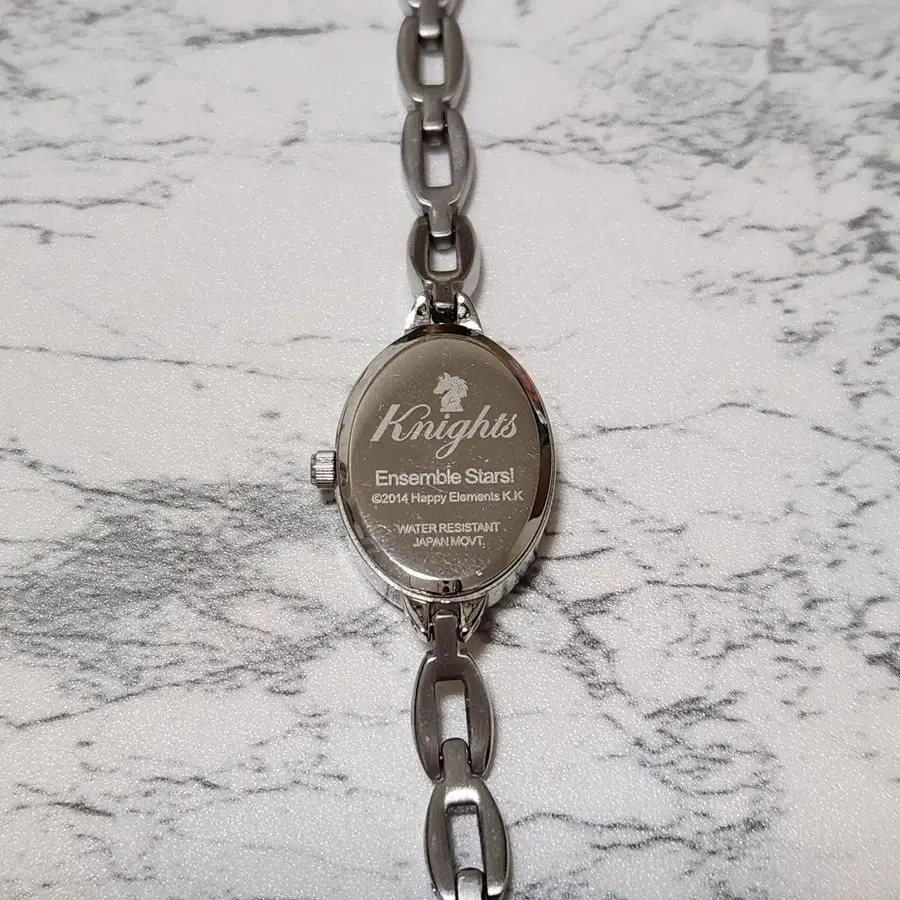 Knights
Ensemble Stars!
©2014 Happy Elements K.K
WATER RESISTANT
JAPAN MOVT